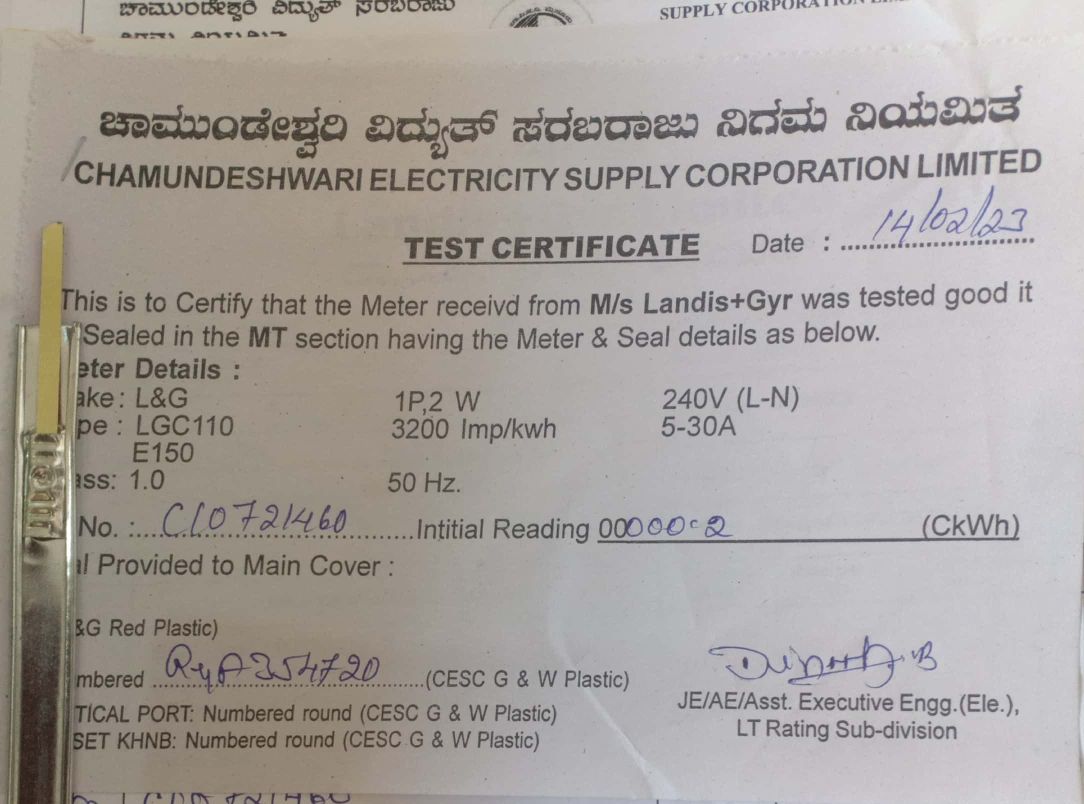 ಚಾಮುಂಡೇಶ್ವರಿ ವಿದ್ಯುತ್ ಸರಬರಾಜು
SUPPLY CORPORATION LIM
ಚಾಮುಂಡೇಶ್ವರಿ ವಿದ್ಯುತ್ ಸರಬರಾಜು ನಿಗಮ ನಿಯಮಿತ
CHAMUNDESHWARI ELECTRICITY SUPPLY CORPORATION LIMITED
TEST CERTIFICATE Date : 14/02/23
This is to Certify that the Meter receivd from M/s Landis+Gyr was tested good it
Sealed in the MT section having the Meter & Seal details as below.
eter Details :
ake : L&G 1P,2 W 240V (L-N)
pe : LGC110 3200 Imp/kwh 5-30A
E150
ass: 1.0 50 Hz.
No. : C10721460 Intitial Reading 00000.2 (CkWh)
l Provided to Main Cover :
&G Red Plastic)
mbered 354720 (CESC G & W Plastic)
TICAL PORT: Numbered round (CESC G & W Plastic)
SET KHNB: Numbered round (CESC G & W Plastic)
JE/AE/Asst. Executive Engg.(Ele.),
LT Rating Sub-division